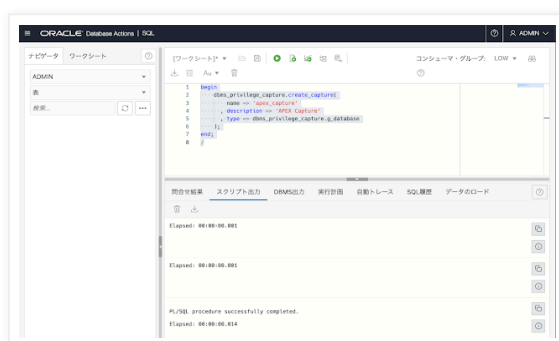 ORACLE Database Actions | SQL
ADMIN
ナビゲータ ワークシート
ADMIN
表
検索...
[ワークシート]*
コンシューマ・グループ: LOW
Aa
1 begin
2 dbms_privilege_capture.create_capture(
3 name => 'apex_capture'
4 , description => 'APEX Capture'
5 , type => dbms_privilege_capture.g_database
6 );
7 end;
8 /
問合せ結果 スクリプト出力 DBMS出力 実行計画 自動トレース SQL履歴 データのロード
Elapsed: 00:00:00.001
Elapsed: 00:00:00.001
PL/SQL procedure successfully completed.
Elapsed: 00:00:00.014